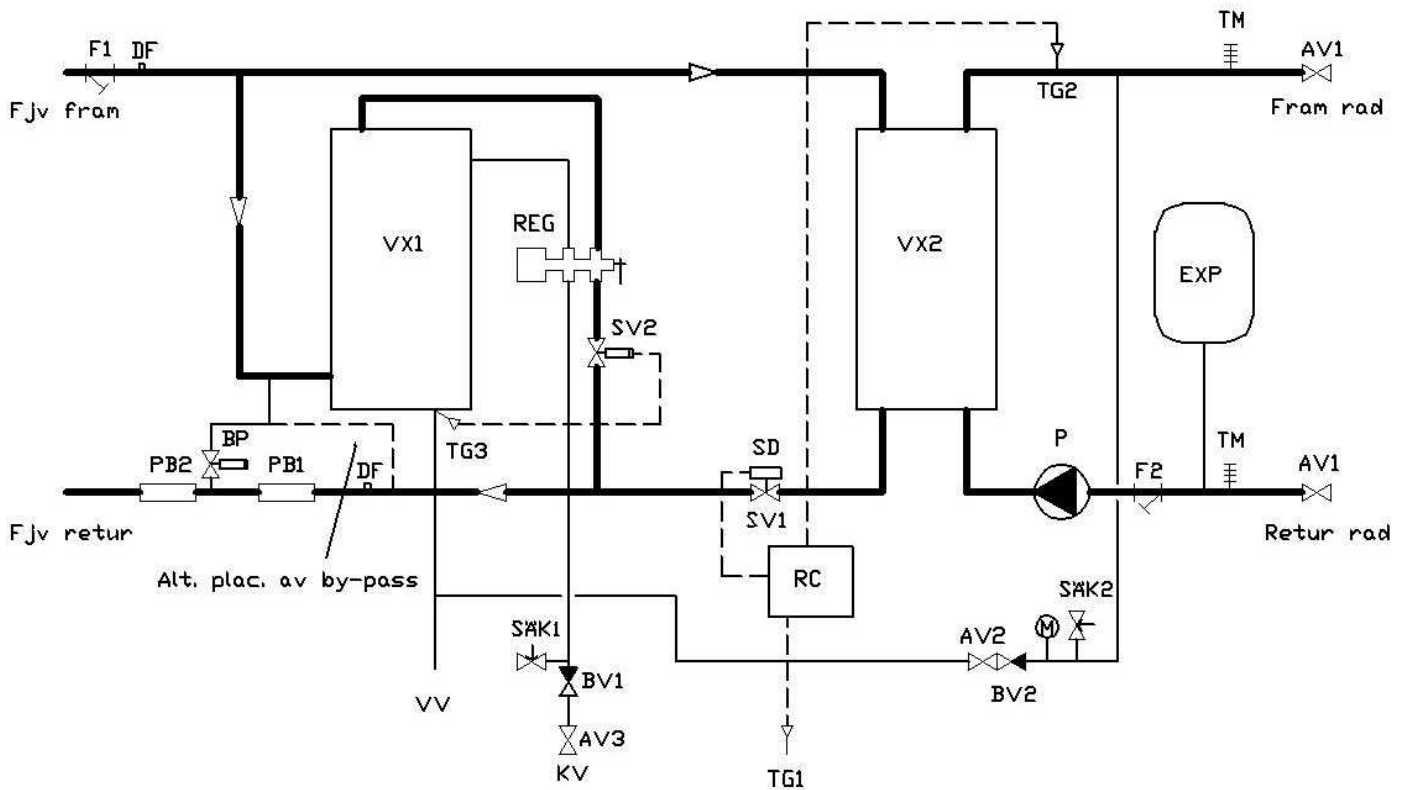 TM
F1
DF
AV1
TG2
Fjv fram
Fram rad
REG
VX1
VX2
EXP
SV2
BP
TG3
SD
P
TM
PB2
PB1
DF
F2
AV1
SV1
Fjv retur
Retur rad
Alt. plac. av by-pass
RC
SÄK2
SÄK1
AV2
M
BV1
BV2
VV
AV3
KV
TG1